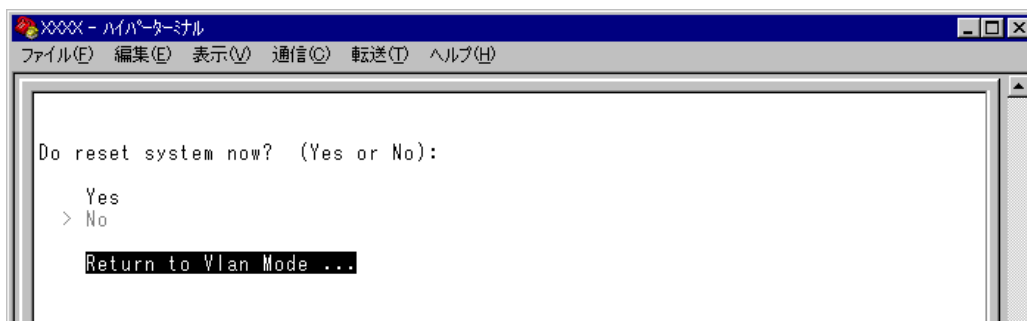 XXXX - ﾊｲﾊﾟｰﾀｰﾐﾅﾙ
ファイル(F) 編集(E) 表示(V) 通信(C) 転送(T) ヘルプ(H)
Do reset system now? (Yes or No):
Yes
> No
Return to Vlan Mode ...